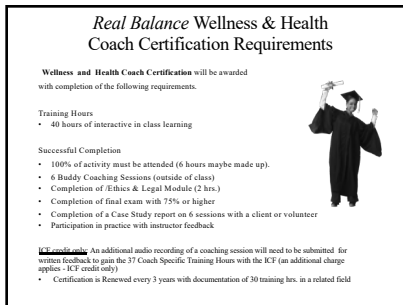 Real Balance Wellness & Health
Coach Certification Requirements
Wellness and Health Coach Certification will be awarded
with completion of the following requirements.
Training Hours
• 40 hours of interactive in class learning
Successful Completion
• 100% of activity must be attended (6 hours maybe made up).
• 6 Buddy Coaching Sessions (outside of class)
• Completion of /Ethics & Legal Module (2 hrs.)
• Completion of final exam with 75% or higher
• Completion of a Case Study report on 6 sessions with a client or volunteer
• Participation in practice with instructor feedback
ICF credit only: An additional audio recording of a coaching session will need to be submitted for
written feedback to gain the 37 Coach Specific Training Hours with the ICF (an additional charge
applies - ICF credit only)
• Certification is Renewed every 3 years with documentation of 30 training hrs. in a related field